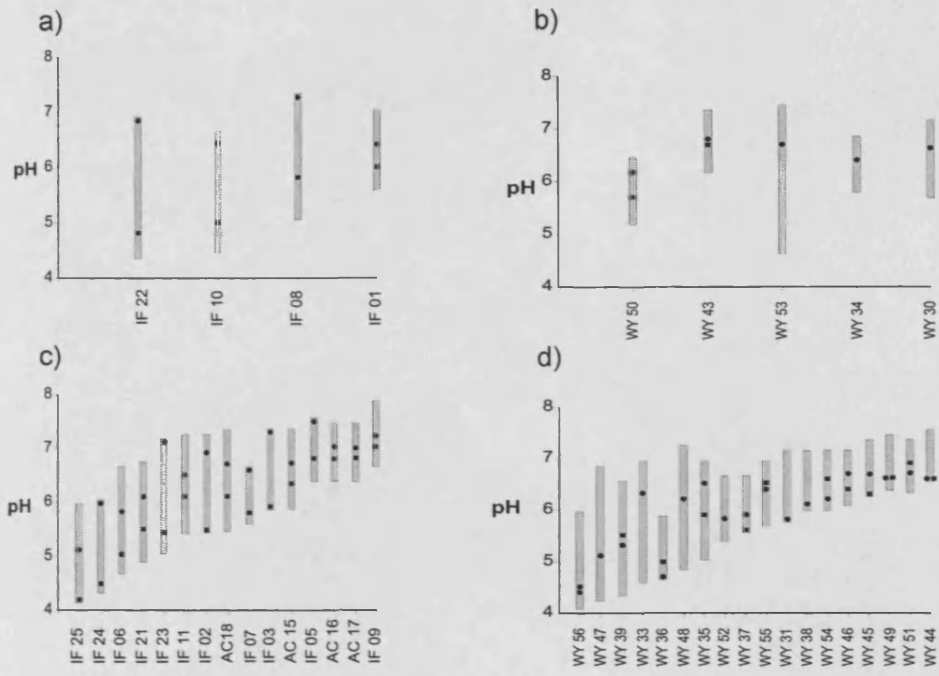 a)
8
7
6
5
4
pH
IF 22
IF 10
IF 08
IF 01
b)
8
7
6
5
4
pH
WY 50
WY 43
WY 53
WY 34
WY 30
c)
8
7
6
5
4
pH
IF 25
IF 24
IF 06
IF 21
IF 23
IF 11
IF 02
AC18
IF 07
IF 03
AC 15
IF 05
AC 16
AC 17
IF 09
d)
8
7
6
5
4
pH
WY 56
WY 47
WY 39
WY 33
WY 36
WY 48
WY 35
WY 52
WY 37
WY 55
WY 31
WY 38
WY 54
WY 46
WY 45
WY 49
WY 51
WY 44